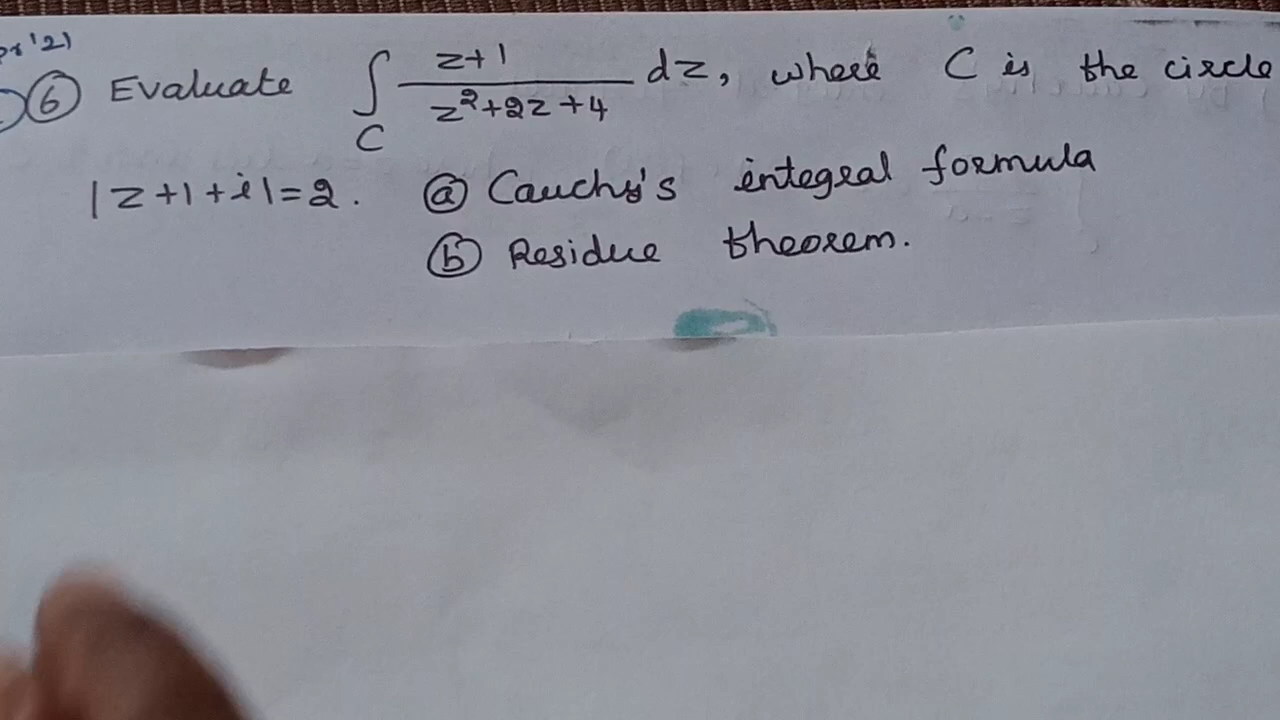 ⑥ Evaluate ∫_C (z+1)/(z²+2z+4) dz, where C is the circle
|z+1+i|=2. ⓐ Cauchy's integral formula
ⓑ Residue theorem.